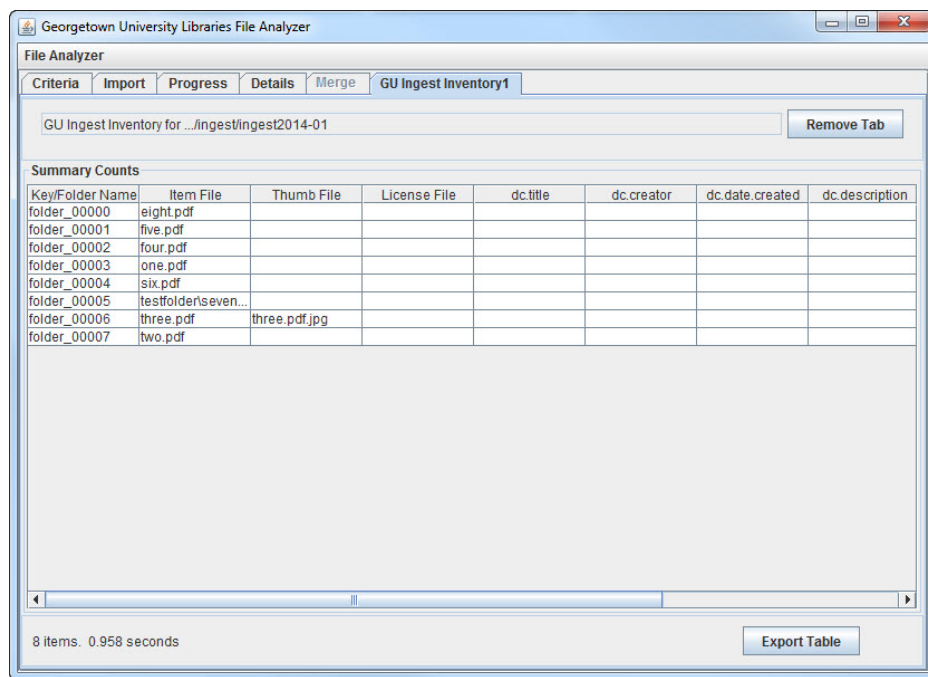 Georgetown University Libraries File Analyzer
File Analyzer
Criteria Import Progress Details Merge GU Ingest Inventory1
GU Ingest Inventory for .../ingest/ingest2014-01 Remove Tab
Summary Counts
Key/Folder Name Item File Thumb File License File dc.title dc.creator dc.date.created dc.description
folder_00000 eight.pdf
folder_00001 five.pdf
folder_00002 four.pdf
folder_00003 one.pdf
folder_00004 six.pdf
folder_00005 testfolder\seven...
folder_00006 three.pdf three.pdf.jpg
folder_00007 two.pdf
8 items. 0.958 seconds Export Table